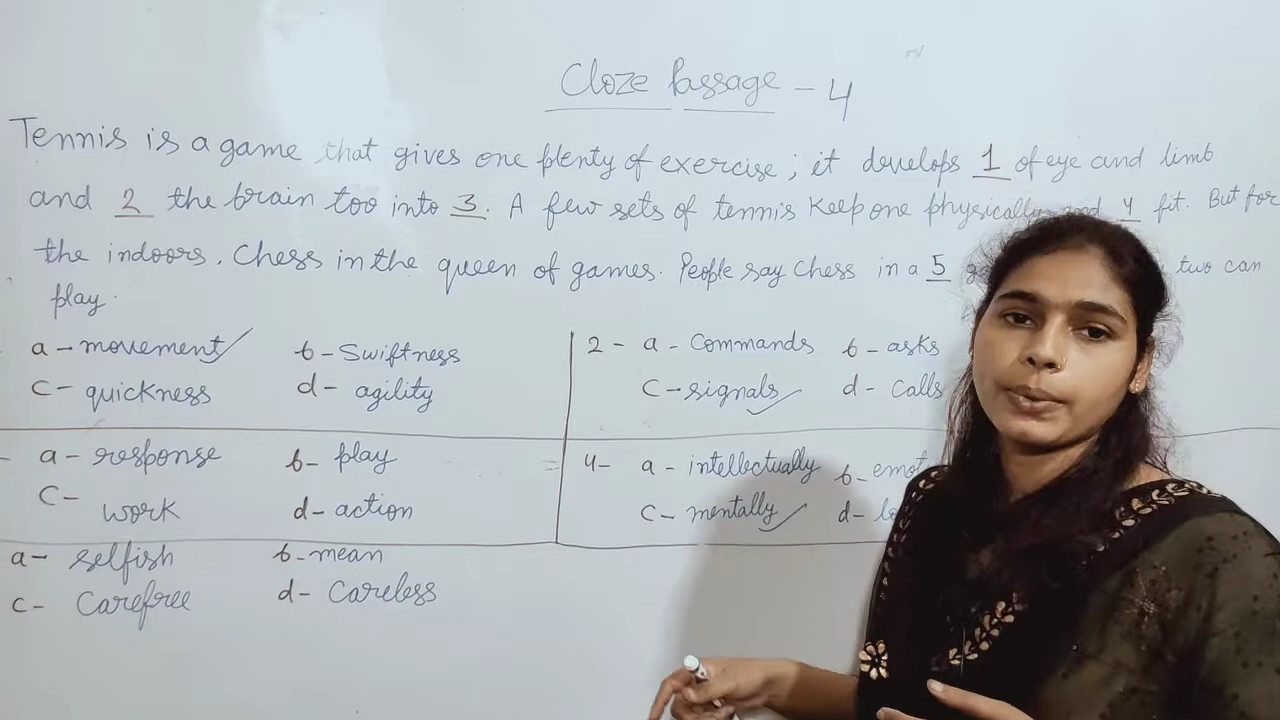 Cloze Passage - 4
Tennis is a game that gives one plenty of exercise; it develops 1 of eye and limb
and 2 the brain too into 3. A few sets of tennis keep one physically 4 fit. But for
the indoors, Chess in the queen of games. People say Chess in a 5 two can
play.
a - movement b - Swiftness
c - quickness d - agility
2 - a - Commands b - asks
c - signals d - Calls
a - response b - play
c - work d - action
4 - a - intellectually
c - mentally d -
a - selfish b - mean
c - Carefree d - Careless